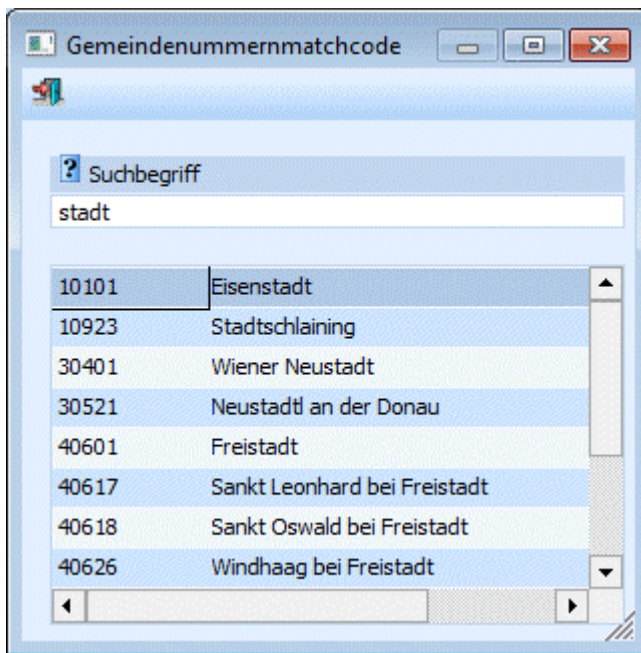 Gemeindenummernmatchcode
? Suchbegriff
stadt
10101 Eisenstadt
10923 Stadtschlaining
30401 Wiener Neustadt
30521 Neustadtl an der Donau
40601 Freistadt
40617 Sankt Leonhard bei Freistadt
40618 Sankt Oswald bei Freistadt
40626 Windhaag bei Freistadt